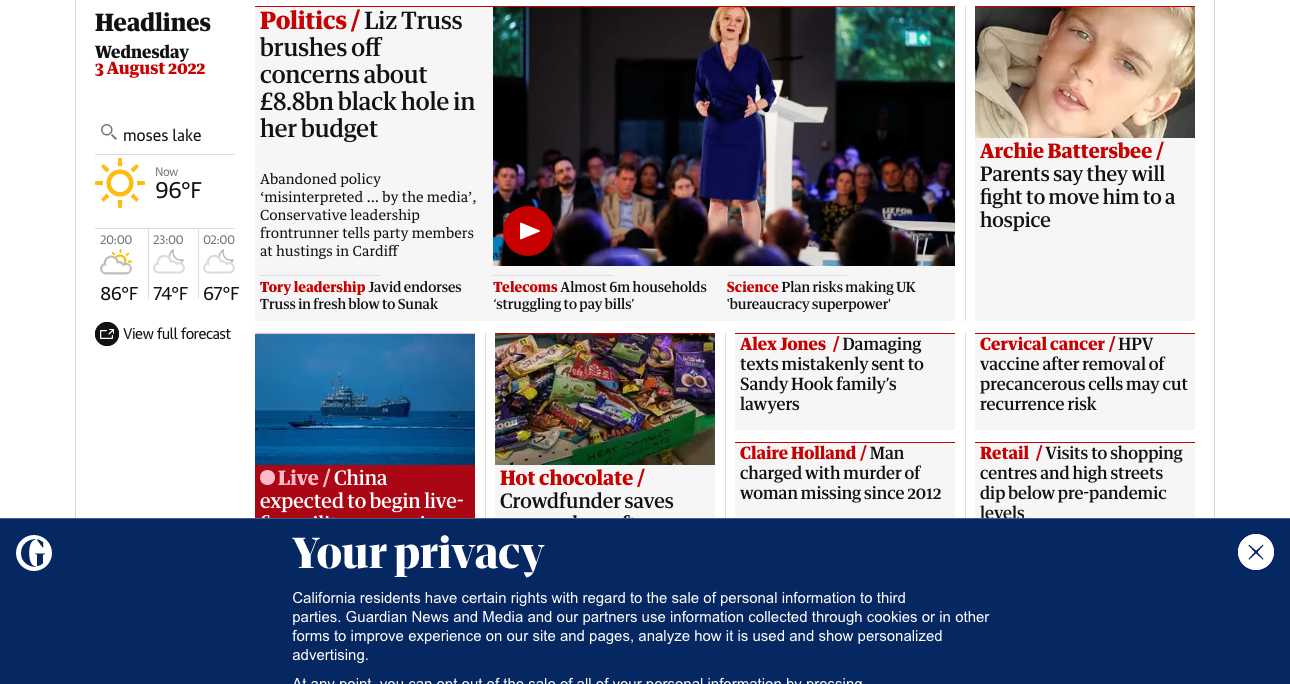 Headlines
Wednesday
3 August 2022
moses lake
Now
96°F
20:00
23:00
02:00
86°F
74°F
67°F
View full forecast
Politics / Liz Truss
brushes off
concerns about
£8.8bn black hole in
her budget
Abandoned policy
‘misinterpreted ... by the media’,
Conservative leadership
frontrunner tells party members
at hustings in Cardiff
LIZ FOR
Tory leadership Javid endorses
Truss in fresh blow to Sunak
Telecoms Almost 6m households
‘struggling to pay bills’
Science Plan risks making UK
'bureaucracy superpower'
Archie Battersbee /
Parents say they will
fight to move him to a
hospice
Live / China
expected to begin live-
Hot chocolate /
Crowdfunder saves
Alex Jones / Damaging
texts mistakenly sent to
Sandy Hook family’s
lawyers
Claire Holland / Man
charged with murder of
woman missing since 2012
Cervical cancer / HPV
vaccine after removal of
precancerous cells may cut
recurrence risk
Retail / Visits to shopping
centres and high streets
dip below pre-pandemic
levels
Your privacy
California residents have certain rights with regard to the sale of personal information to third
parties. Guardian News and Media and our partners use information collected through cookies or in other
forms to improve experience on our site and pages, analyze how it is used and show personalized
advertising.
At any point, you can opt out of the sale of all of your personal information by pressing